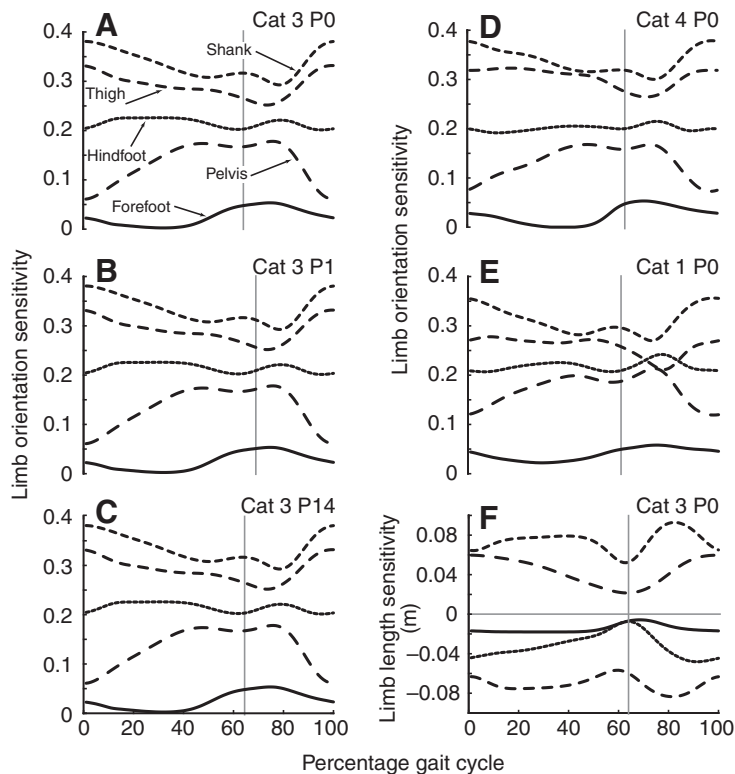 A
Cat 3 P0
0.4
0.3
0.2
0.1
0
Shank
Thigh
Hindfoot
Pelvis
Forefoot
B
Cat 3 P1
0.4
0.3
0.2
0.1
0
C
Cat 3 P14
0.4
0.3
0.2
0.1
0
0 20 40 60 80 100
Limb orientation sensitivity
D
Cat 4 P0
0.4
0.3
0.2
0.1
0
E
Cat 1 P0
0.4
0.3
0.2
0.1
0
Limb orientation sensitivity
F
Cat 3 P0
0.08
0.04
0
−0.04
−0.08
Limb length sensitivity
(m)
0 20 40 60 80 100
Percentage gait cycle